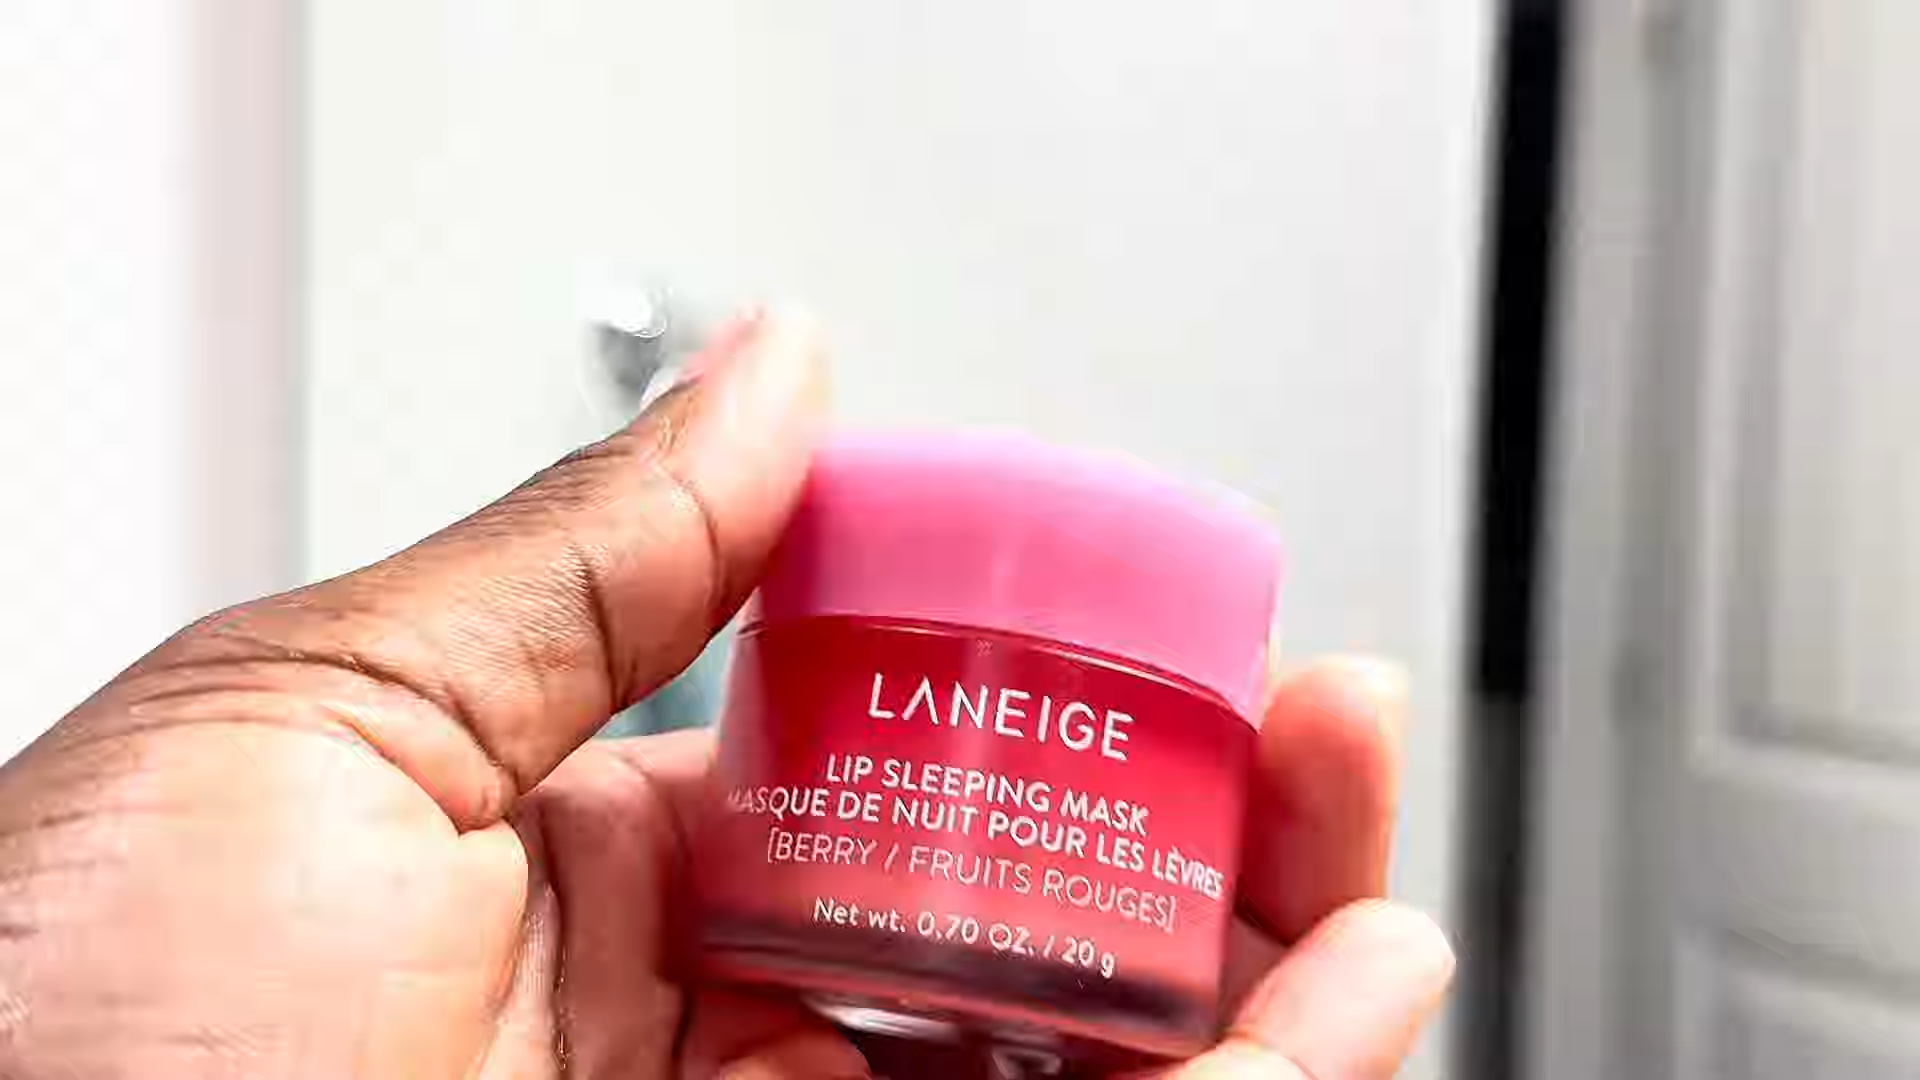 LANEIGE
LIP SLEEPING MASK
MASQUE DE NUIT POUR LES LÈVRES
[BERRY / FRUITS ROUGES]
Net wt. 0.70 OZ. / 20 g